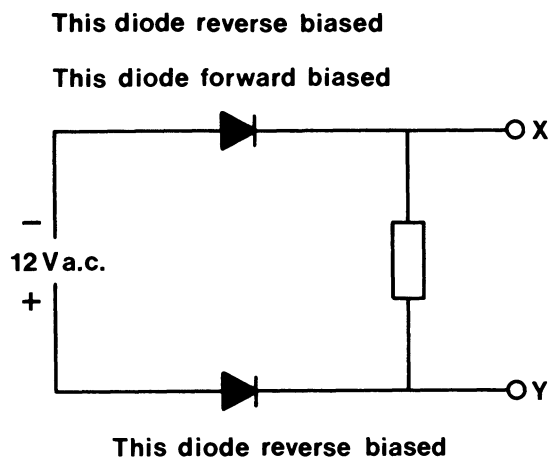 This diode reverse biased
This diode forward biased
X
−
12 V a.c.
+
Y
This diode reverse biased